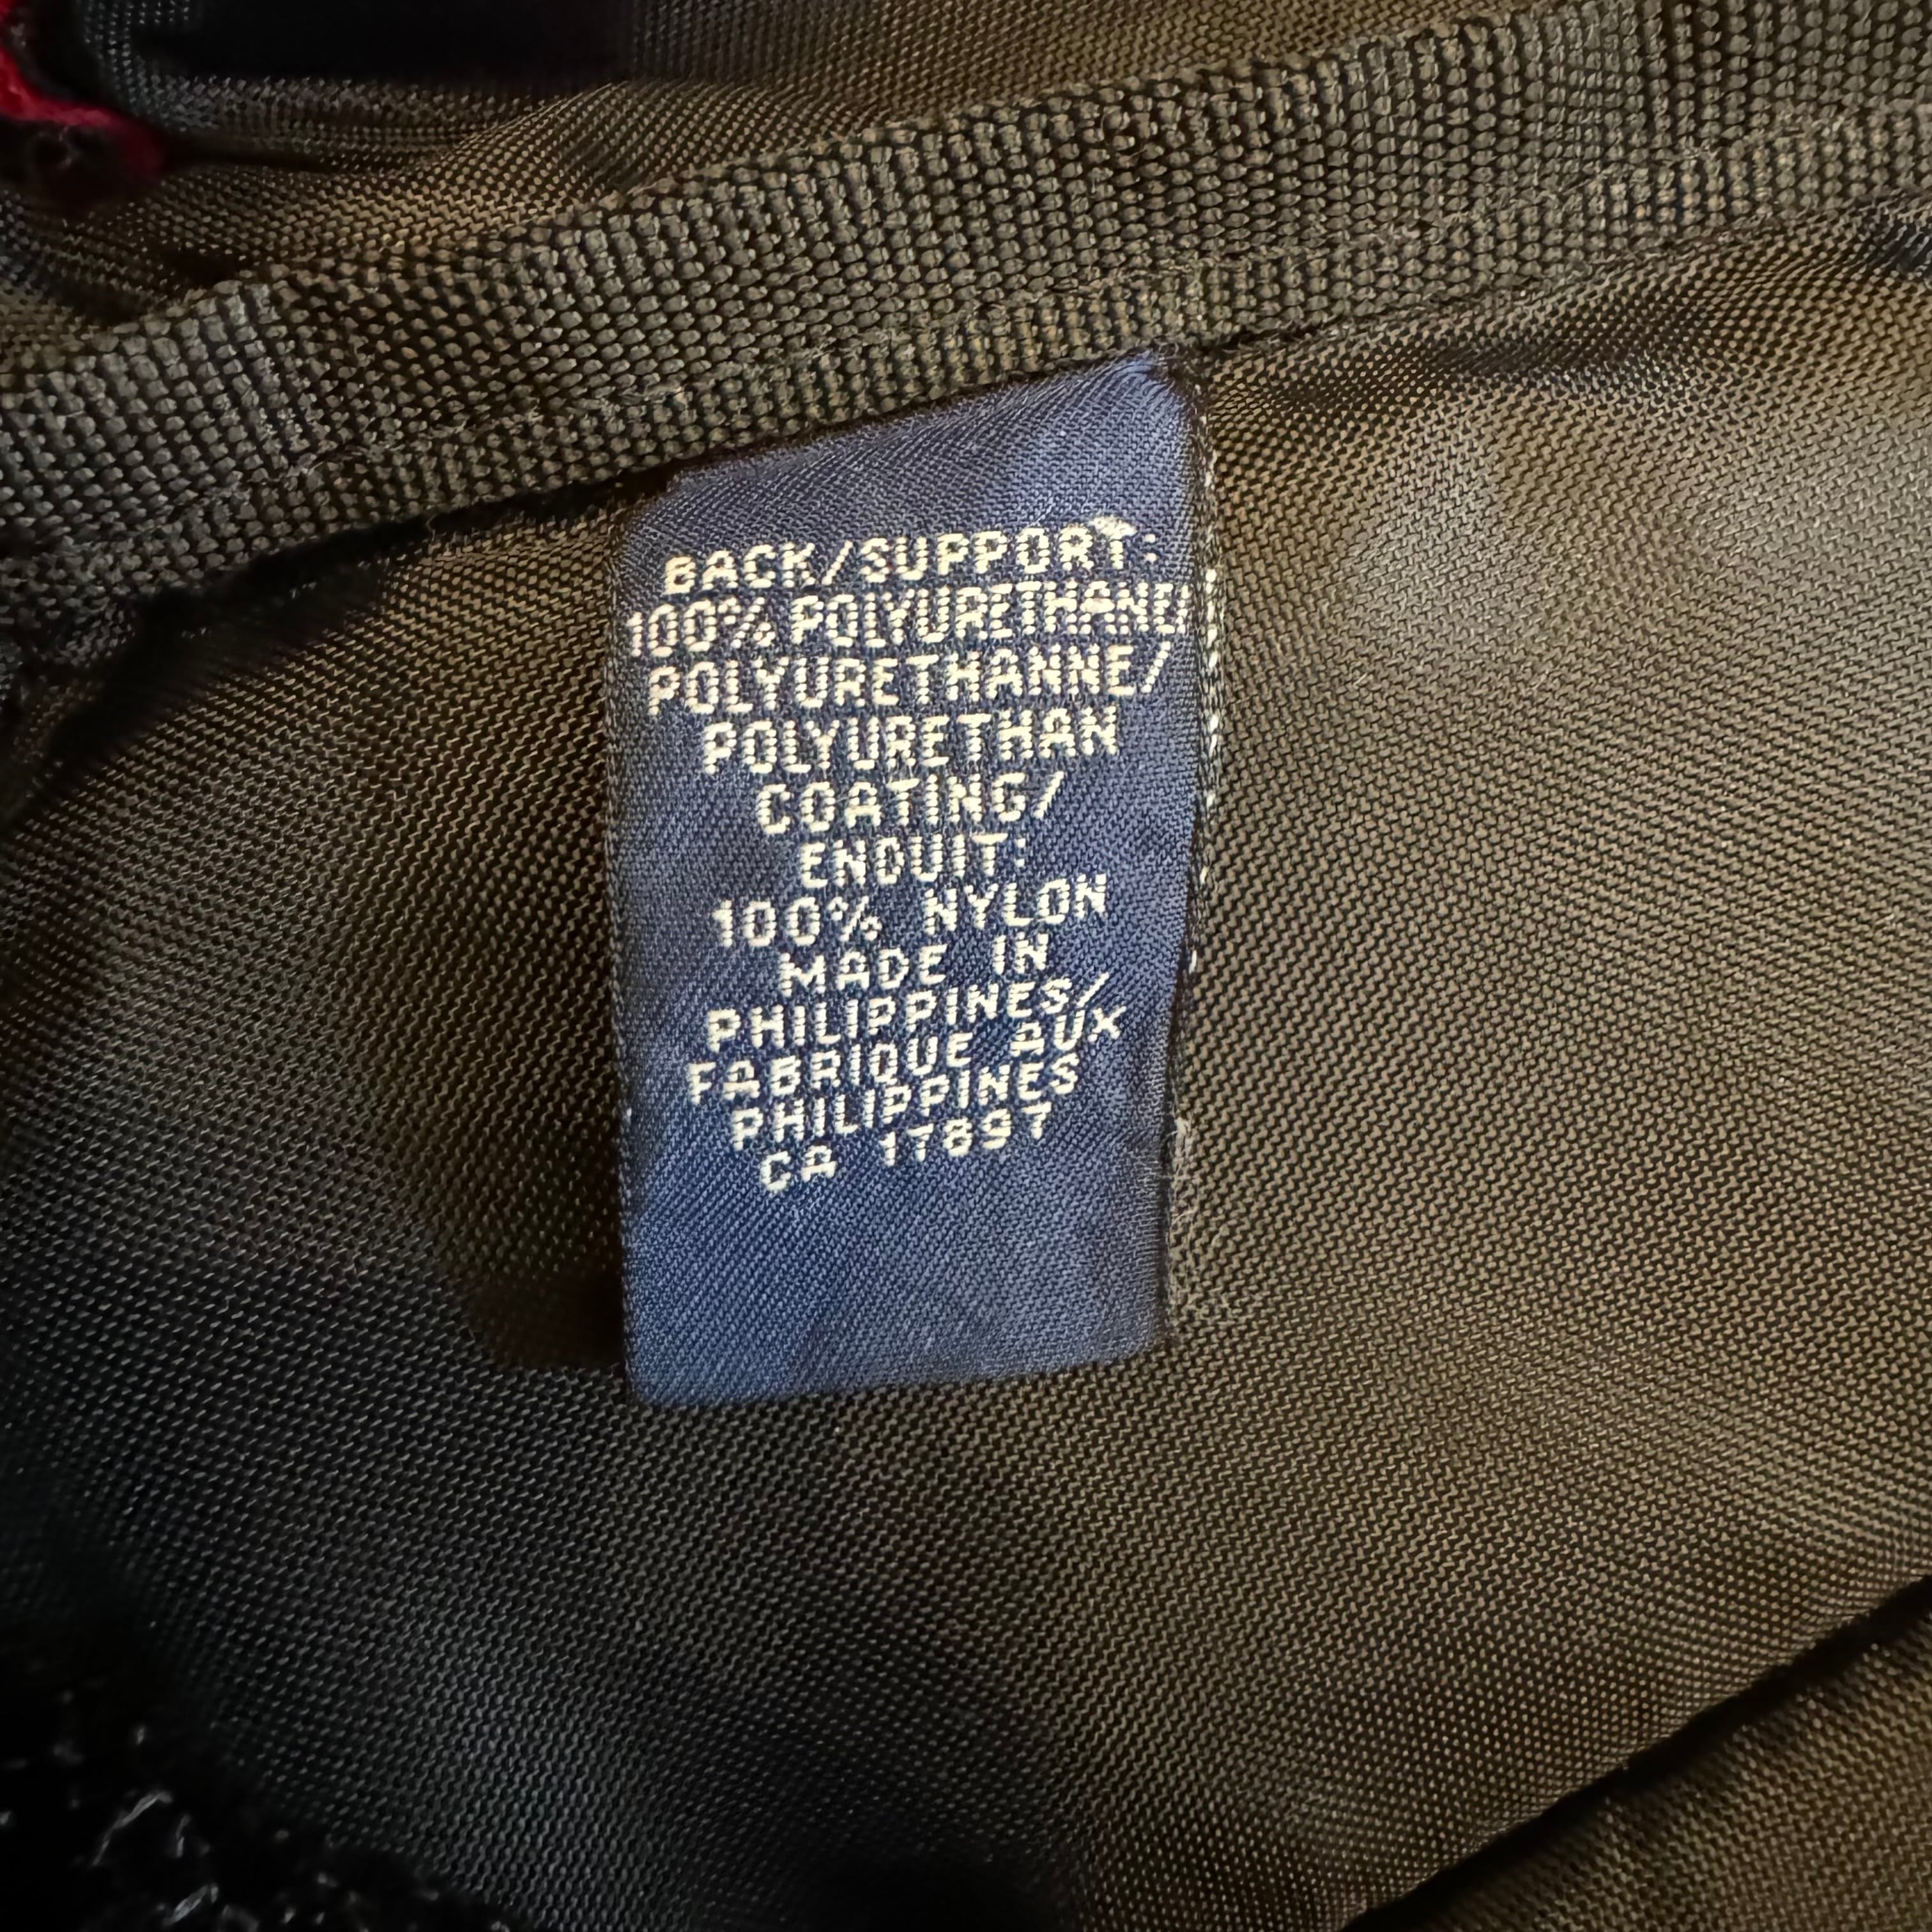 BACK/SUPPORT:
100% POLYURETHANE/
POLYURETHANNE/
POLYURETHAN
COATING/
ENDUIT:
100% NYLON
MADE IN
PHILIPPINES/
FABRIQUE AUX
PHILIPPINES
CA 17897